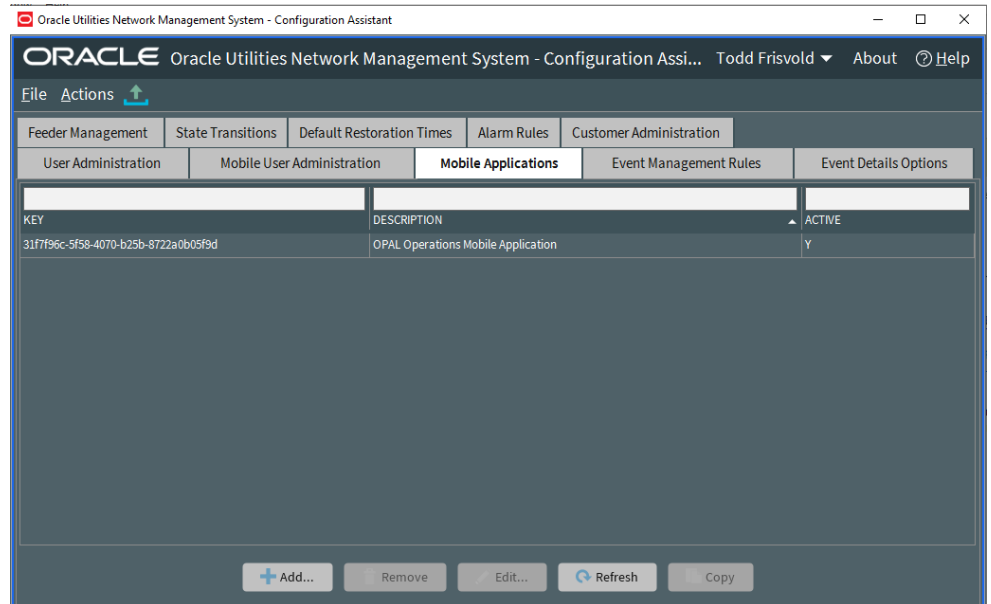 Oracle Utilities Network Management System - Configuration Assistant
ORACLE Oracle Utilities Network Management System - Configuration Assi... Todd Frisvold About Help
File Actions
Feeder Management State Transitions Default Restoration Times Alarm Rules Customer Administration
User Administration Mobile User Administration Mobile Applications Event Management Rules Event Details Options
KEY DESCRIPTION ACTIVE
31f7f96c-5f58-4070-b25b-8722a0b05f9d OPAL Operations Mobile Application Y
Add... Remove Edit... Refresh Copy